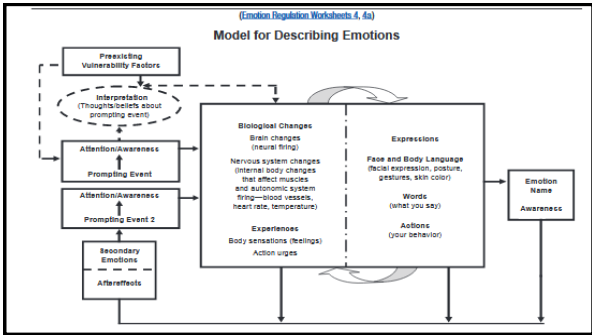 (Emotion Regulation Worksheets 4, 4a)
Model for Describing Emotions
Preexisting
Vulnerability Factors
Interpretation
(Thoughts/beliefs about
prompting event)
Attention/Awareness
Prompting Event
Attention/Awareness
Prompting Event 2
Secondary
Emotions
Aftereffects
Biological Changes
Brain changes
(neural firing)
Nervous system changes
(internal body changes
that affect muscles
and autonomic system
firing—blood vessels,
heart rate, temperature)
Experiences
Body sensations (feelings)
Action urges
Expressions
Face and Body Language
(facial expression, posture,
gestures, skin color)
Words
(what you say)
Actions
(your behavior)
Emotion
Name
Awareness